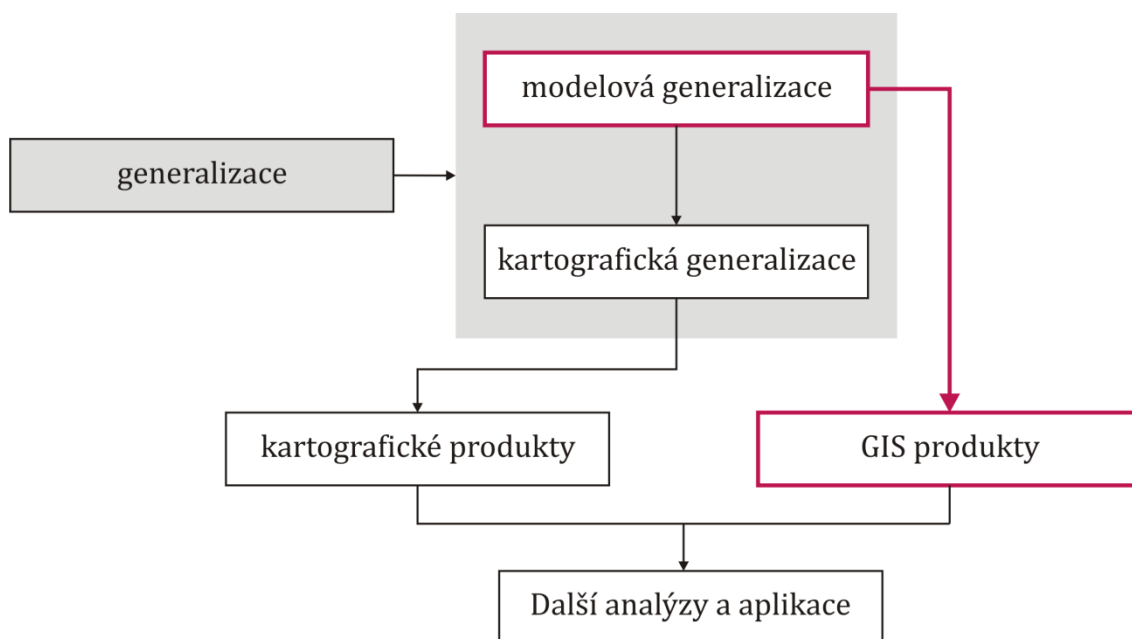 modelová generalizace
generalizace
kartografická generalizace
kartografické produkty
GIS produkty
Další analýzy a aplikace